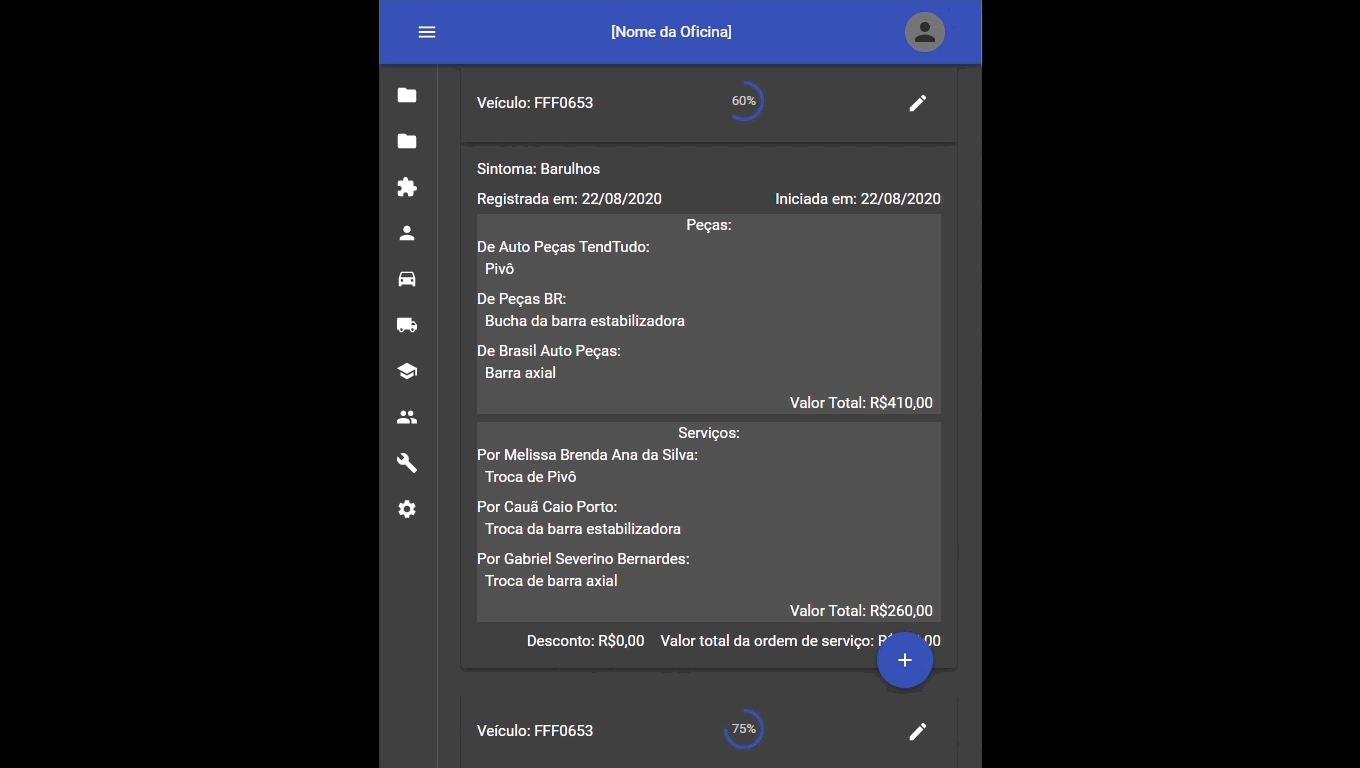 [Nome da Oficina]
Veículo: FFF0653
60%
Sintoma: Barulhos
Registrada em: 22/08/2020 Iniciada em: 22/08/2020
Peças:
De Auto Peças TendTudo:
Pivô
De Peças BR:
Bucha da barra estabilizadora
De Brasil Auto Peças:
Barra axial
Valor Total: R$410,00
Serviços:
Por Melissa Brenda Ana da Silva:
Troca de Pivô
Por Cauã Caio Porto:
Troca da barra estabilizadora
Por Gabriel Severino Bernardes:
Troca de barra axial
Valor Total: R$260,00
Desconto: R$0,00 Valor total da ordem de serviço:
Veículo: FFF0653
75%